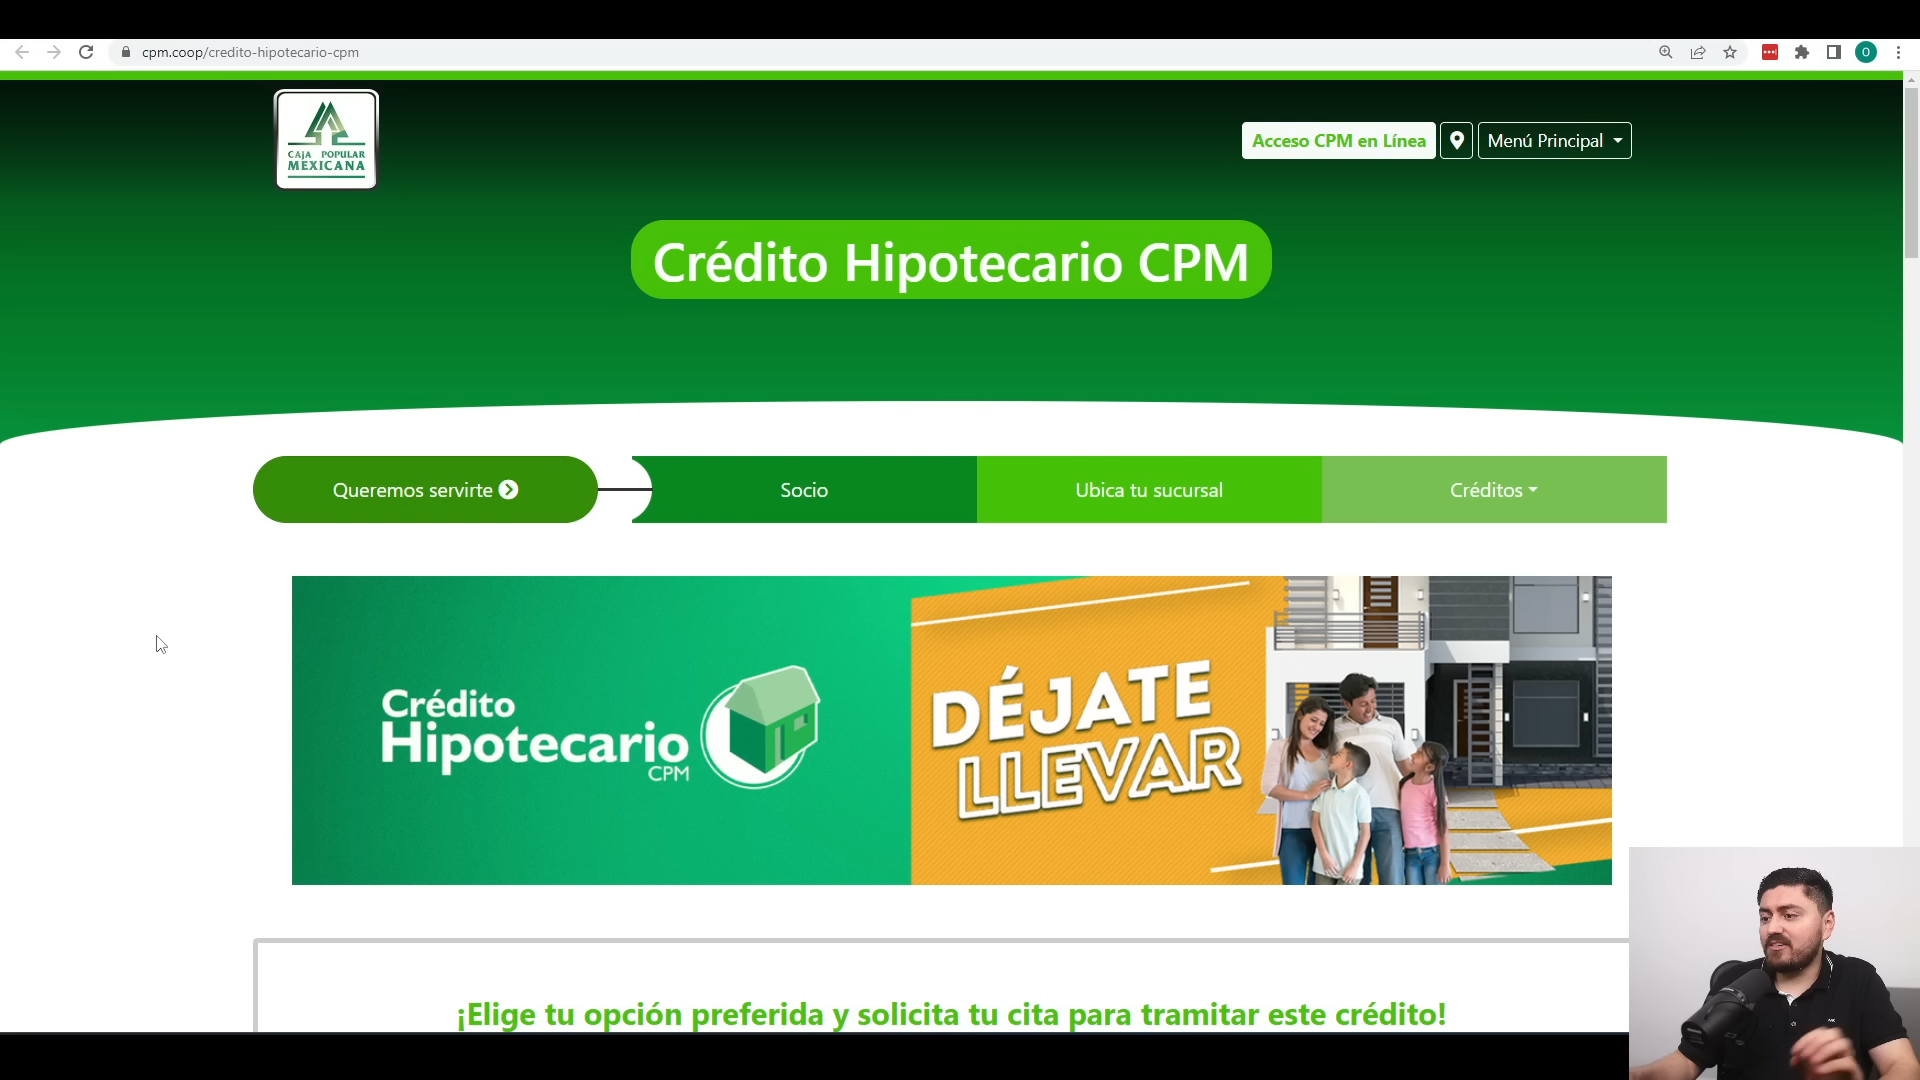 cpm.coop/credito-hipotecario-cpm
O
CAJA POPULAR
MEXICANA
Acceso CPM en Línea
Menú Principal
Crédito Hipotecario CPM
Queremos servirte
Socio
Ubica tu sucursal
Créditos
Crédito
Hipotecario
CPM
DÉJATE
LLEVAR
¡Elige tu opción preferida y solicita tu cita para tramitar este crédito!